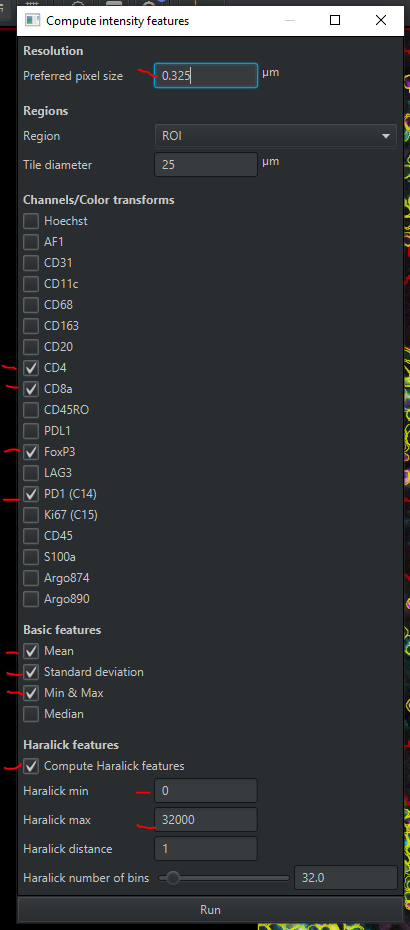 Compute intensity features
Resolution
Preferred pixel size 0.325 μm
Regions
Region ROI
Tile diameter 25 μm
Channels/Color transforms
Hoechst
AF1
CD31
CD11c
CD68
CD163
CD20
CD4
CD8a
CD45RO
PDL1
FoxP3
LAG3
PD1 (C14)
Ki67 (C15)
CD45
S100a
Argo874
Argo890
Basic features
Mean
Standard deviation
Min & Max
Median
Haralick features
Compute Haralick features
Haralick min 0
Haralick max 32000
Haralick distance 1
Haralick number of bins 32.0
Run